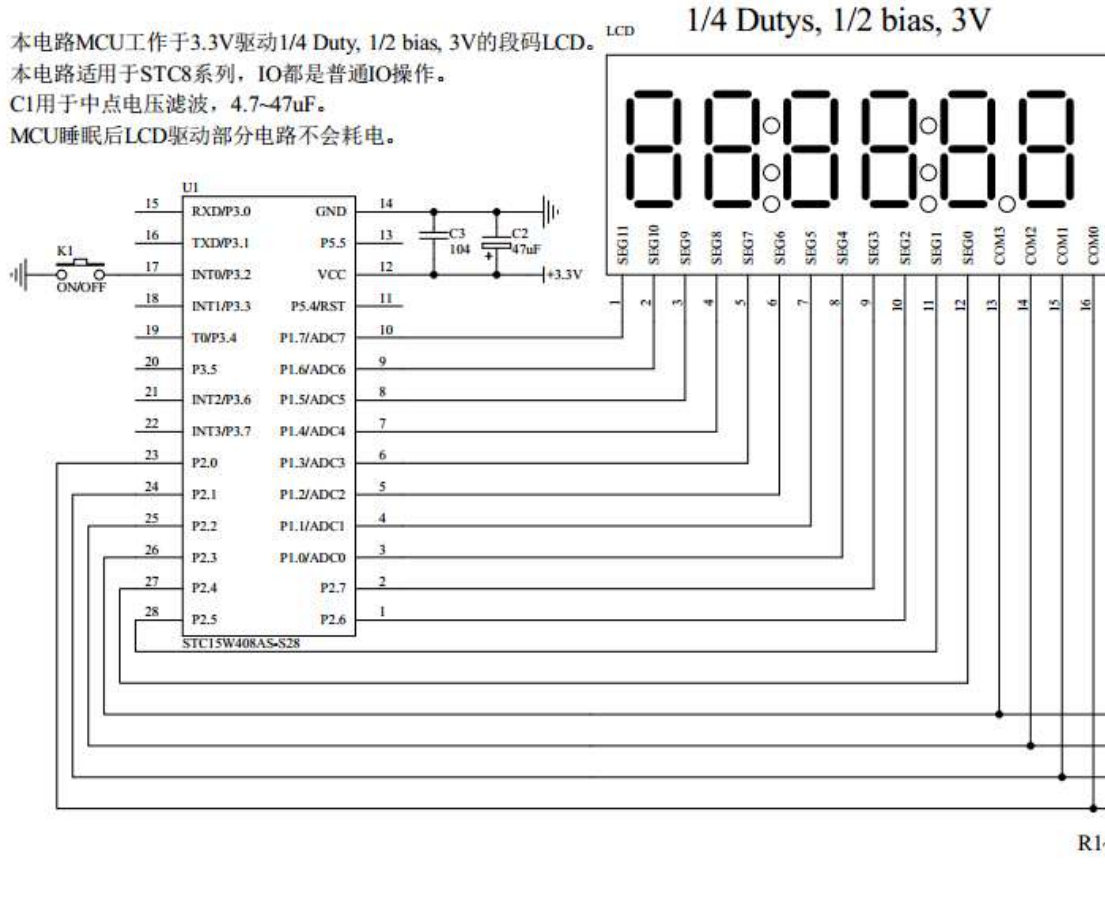 1/4 Dutys, 1/2 bias, 3V
LCD
本电路MCU工作于3.3V驱动1/4 Duty, 1/2 bias, 3V的段码LCD。
本电路适用于STC8系列，IO都是普通IO操作。
C1用于中点电压滤波，4.7~47uF。
MCU睡眠后LCD驱动部分电路不会耗电。
U1
15 RXD/P3.0 GND 14
16 TXD/P3.1 P5.5 13
17 INT0/P3.2 VCC 12
18 INT1/P3.3 P5.4/RST 11
19 T0/P3.4 P1.7/ADC7 10
20 P3.5 P1.6/ADC6 9
21 INT2/P3.6 P1.5/ADC5 8
22 INT3/P3.7 P1.4/ADC4 7
23 P2.0 P1.3/ADC3 6
24 P2.1 P1.2/ADC2 5
25 P2.2 P1.1/ADC1 4
26 P2.3 P1.0/ADC0 3
27 P2.4 P2.7 2
28 P2.5 P2.6 1
STC15W408AS-S28
K1
ON/OFF
C3
104
C2
47uF
+
+3.3V
SEG11 SEG10 SEG9 SEG8 SEG7 SEG6 SEG5 SEG4 SEG3 SEG2 SEG1 SEG0 COM3 COM2 COM1 COM0
1 2 3 4 5 6 7 8 9 10 11 12 13 14 15 16